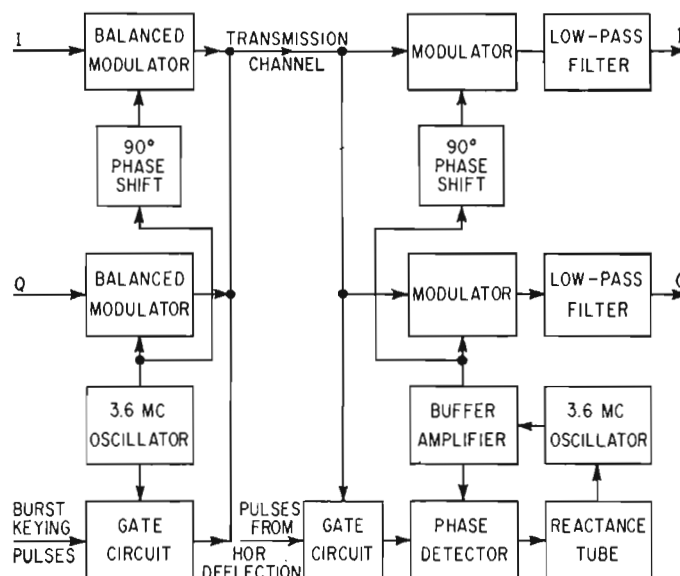 I
BALANCED
MODULATOR
TRANSMISSION
CHANNEL
MODULATOR
LOW-PASS
FILTER
I
90°
PHASE
SHIFT
90°
PHASE
SHIFT
Q
BALANCED
MODULATOR
MODULATOR
LOW-PASS
FILTER
Q
3.6 MC
OSCILLATOR
BUFFER
AMPLIFIER
3.6 MC
OSCILLATOR
BURST
KEYING
PULSES
GATE
CIRCUIT
PULSES
FROM
HOR
DEFLECTION
GATE
CIRCUIT
PHASE
DETECTOR
REACTANCE
TUBE